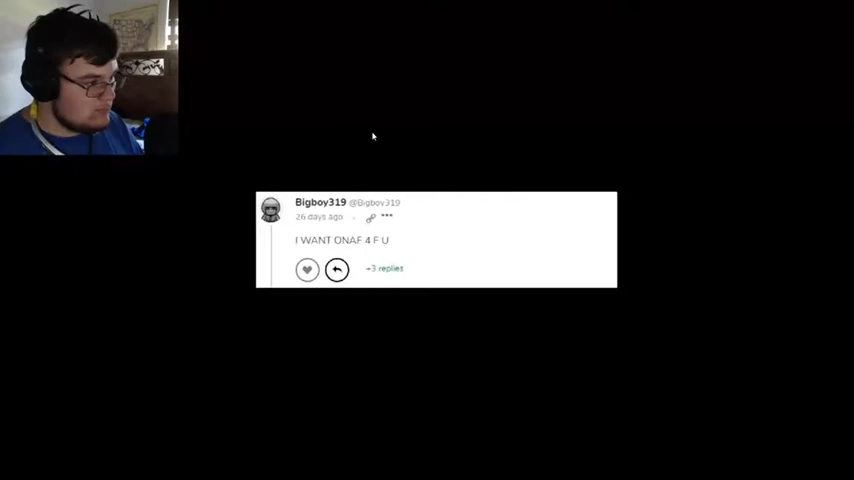 Bigboy319 @Bigboy319
26 days ago
I WANT ONAF 4 F U
+3 replies